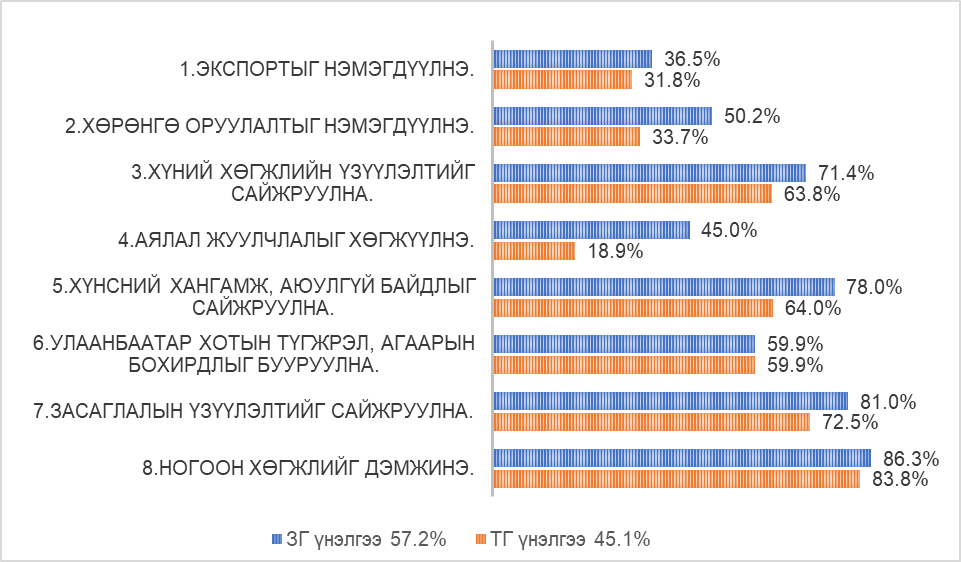 1.ЭКСПОРТЫГ НЭМЭГДҮҮЛНЭ.
36.5%
31.8%
2.ХӨРӨНГӨ ОРУУЛАЛТЫГ НЭМЭГДҮҮЛНЭ.
50.2%
33.7%
3.ХҮНИЙ ХӨГЖЛИЙН ҮЗҮҮЛЭЛТИЙГ
САЙЖРУУЛНА.
71.4%
63.8%
4.АЯЛАЛ ЖУУЛЧЛАЛЫГ ХӨГЖҮҮЛНЭ.
45.0%
18.9%
5.ХҮНСНИЙ ХАНГАМЖ, АЮУЛГҮЙ БАЙДЛЫГ
САЙЖРУУЛНА.
78.0%
64.0%
6.УЛААНБААТАР ХОТЫН ТҮГЖРЭЛ, АГААРЫН
БОХИРДЛЫГ БУУРУУЛНА.
59.9%
59.9%
7.ЗАСАГЛАЛЫН ҮЗҮҮЛЭЛТИЙГ САЙЖРУУЛНА.
81.0%
72.5%
8.НОГООН ХӨГЖЛИЙГ ДЭМЖИНЭ.
86.3%
83.8%
ЗГ үнэлгээ 57.2%
ТГ үнэлгээ 45.1%